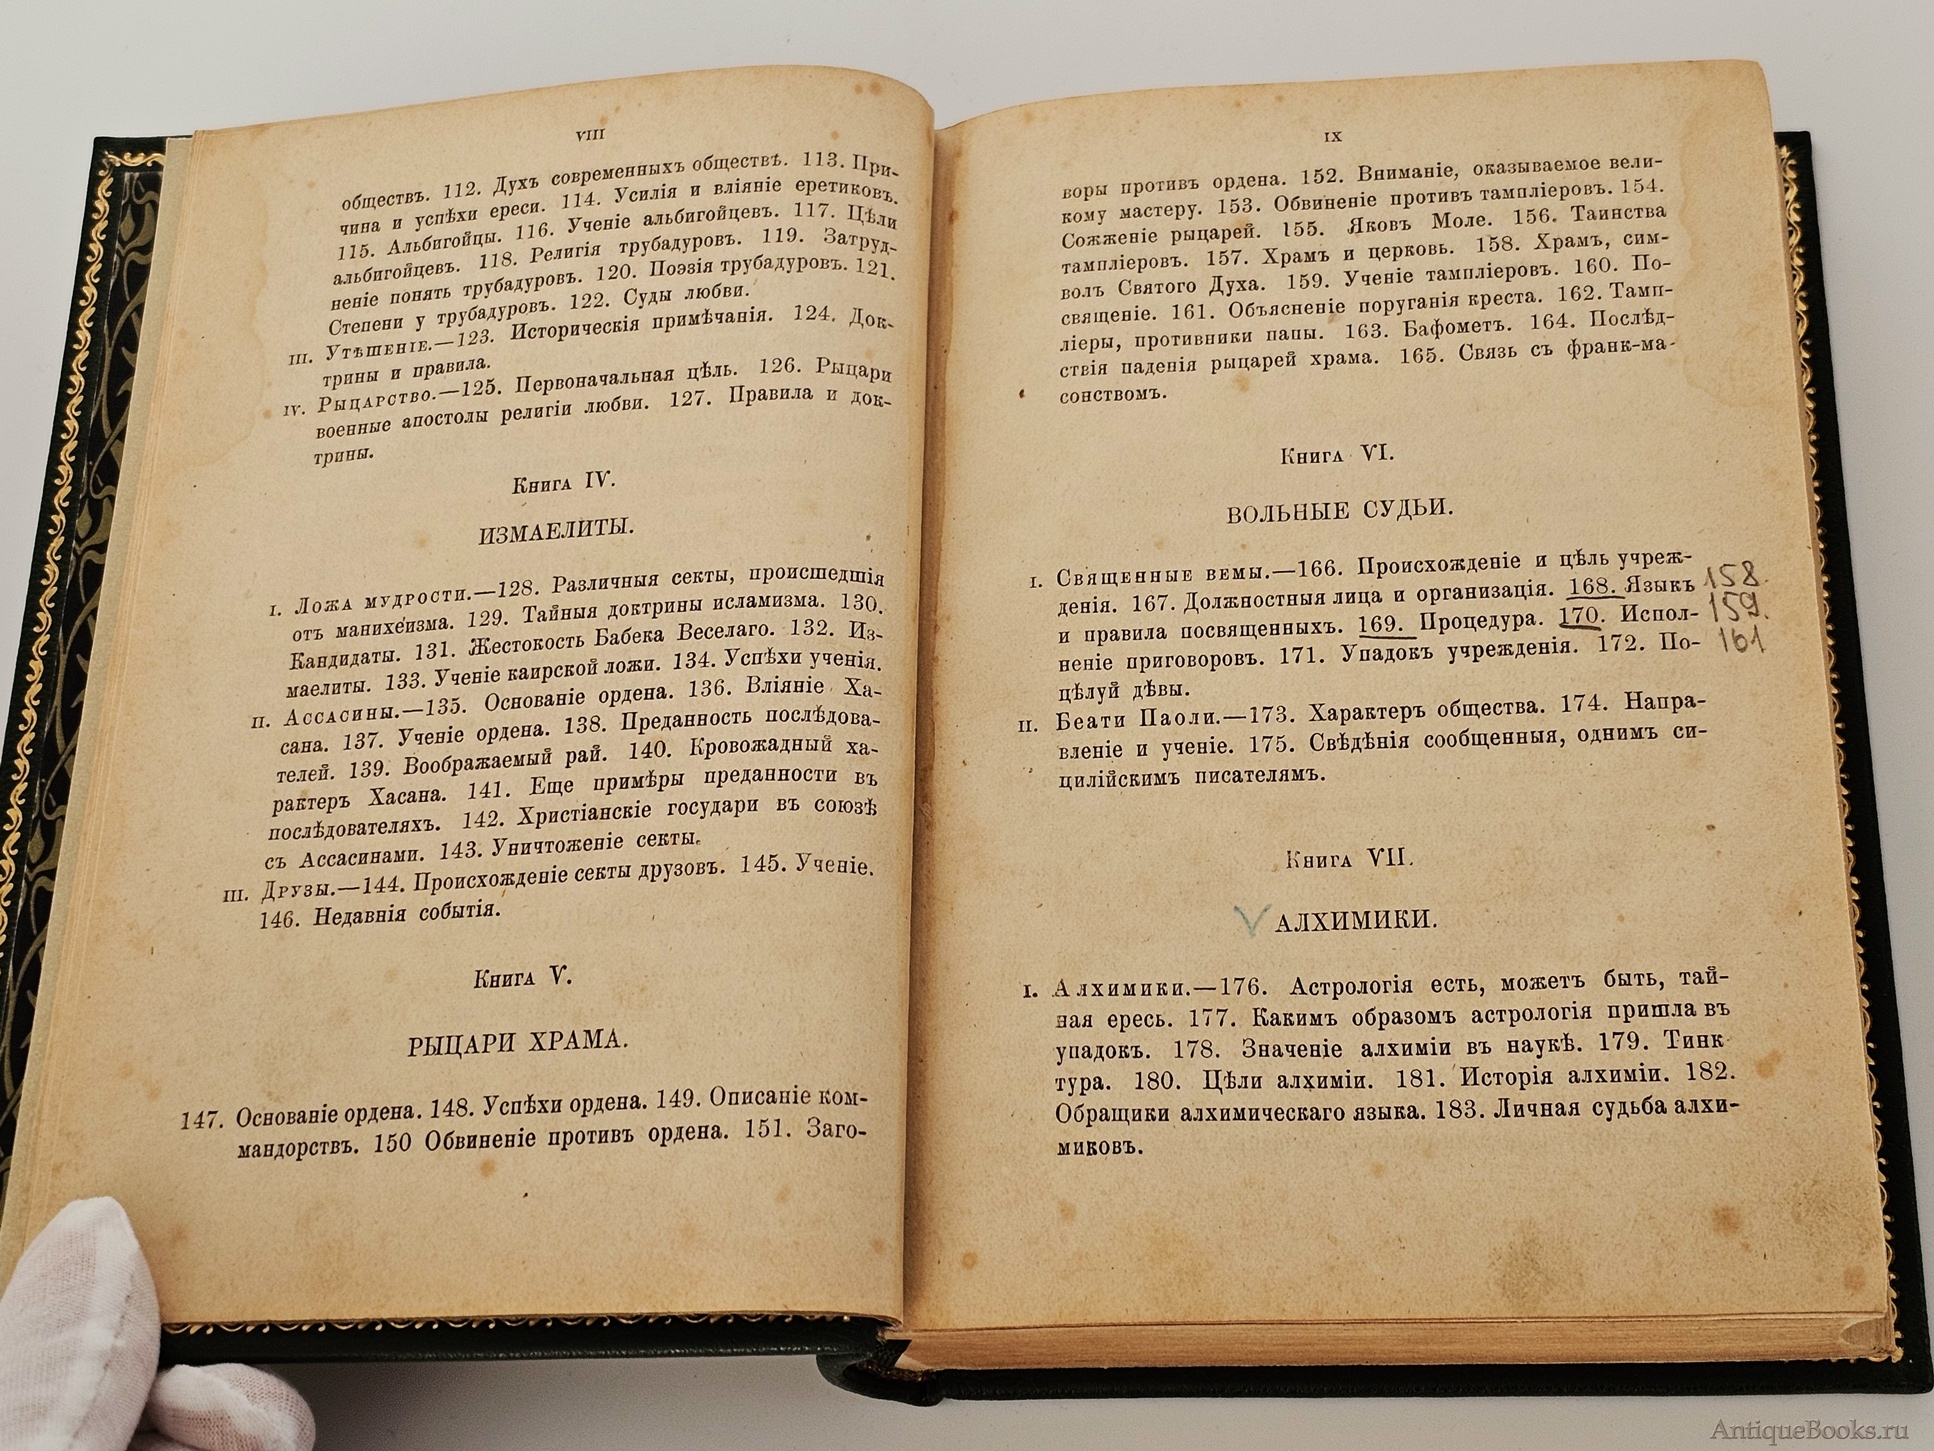 VIII
обществъ. 112. Духъ современныхъ обществъ. 113. При-
чина и успѣхи ереси. 114. Усилія и вліяніе еретиковъ.
115. Альбигойцы. 116. Ученіе альбигойцевъ. 117. Цѣли
альбигойцевъ. 118. Религія трубадуровъ. 119. Затруд-
неніе понять трубадуровъ. 120. Поэзія трубадуровъ. 121.
Степени у трубадуровъ. 122. Суды любви.
III. Утѣшеніе.—123. Историческія примѣчанія. 124. Док-
трины и правила.
IV. Рыцарство.—125. Первоначальная цѣль. 126. Рыцари
военные апостолы религіи любви. 127. Правила и док-
трины.
Книга IV.
ИЗМАЕЛИТЫ.
I. Ложа мудрости.—128. Различныя секты, происшедшія
отъ манихеизма. 129. Тайныя доктрины исламизма. 130.
Кандидаты. 131. Жестокость Бабека Веселаго. 132. Из-
маелиты. 133. Ученіе каирской ложи. 134. Успѣхи ученія.
II. Ассасины.—135. Основаніе ордена. 136. Вліяніе Ха-
сана. 137. Ученіе ордена. 138. Преданность послѣдова-
телей. 139. Воображаемый рай. 140. Кровожадный ха-
рактеръ Хасана. 141. Еще примѣры преданности въ
послѣдователяхъ. 142. Христіанскіе государи въ союзѣ
съ Ассасинами. 143. Уничтоженіе секты.
III. Друзы.—144. Происхожденіе секты друзовъ. 145. Ученіе.
146. Недавнія событія.
Книга V.
РЫЦАРИ ХРАМА.
147. Основаніе ордена. 148. Успѣхи ордена. 149. Описаніе ком-
мандорствъ. 150 Обвиненіе противъ ордена. 151. Заго-
IX
воры противъ ордена. 152. Вниманіе, оказываемое вели-
кому мастеру. 153. Обвиненіе противъ тампліеровъ. 154.
Сожженіе рыцарей. 155. Яковъ Моле. 156. Таинства
тампліеровъ. 157. Храмъ и церковь. 158. Храмъ, сим-
волъ Святого Духа. 159. Ученіе тампліеровъ. 160. По-
священіе. 161. Объясненіе поруганія креста. 162. Тамп-
ліеры, противники папы. 163. Бафометъ. 164. Послѣд-
ствія паденія рыцарей храма. 165. Связь съ франк-ма-
сонствомъ.
Книга VI.
ВОЛЬНЫЕ СУДЬИ.
I. Священные вемы.—166. Происхожденіе и цѣль учреж-
денія. 167. Должностныя лица и организація. 168. Языкъ 158.
и правила посвященныхъ. 169. Процедура. 170. Испол- 159.
неніе приговоровъ. 171. Упадокъ учрежденія. 172. По- 161
цѣлуй дѣвы.
II. Беати Паоли.—173. Характеръ общества. 174. Напра-
вленіе и ученіе. 175. Свѣдѣнія сообщенныя, однимъ си-
цилійскимъ писателямъ.
Книга VII.
V АЛХИМИКИ.
I. Алхимики.—176. Астрологія есть, можетъ быть, тай-
ная ересь. 177. Какимъ образомъ астрологія пришла въ
упадокъ. 178. Значеніе алхиміи въ наукѣ. 179. Тинк
тура. 180. Цѣли алхиміи. 181. Исторія алхиміи. 182.
Обращики алхимическаго языка. 183. Личная судьба алхи-
миковъ.
AntiqueBooks.ru